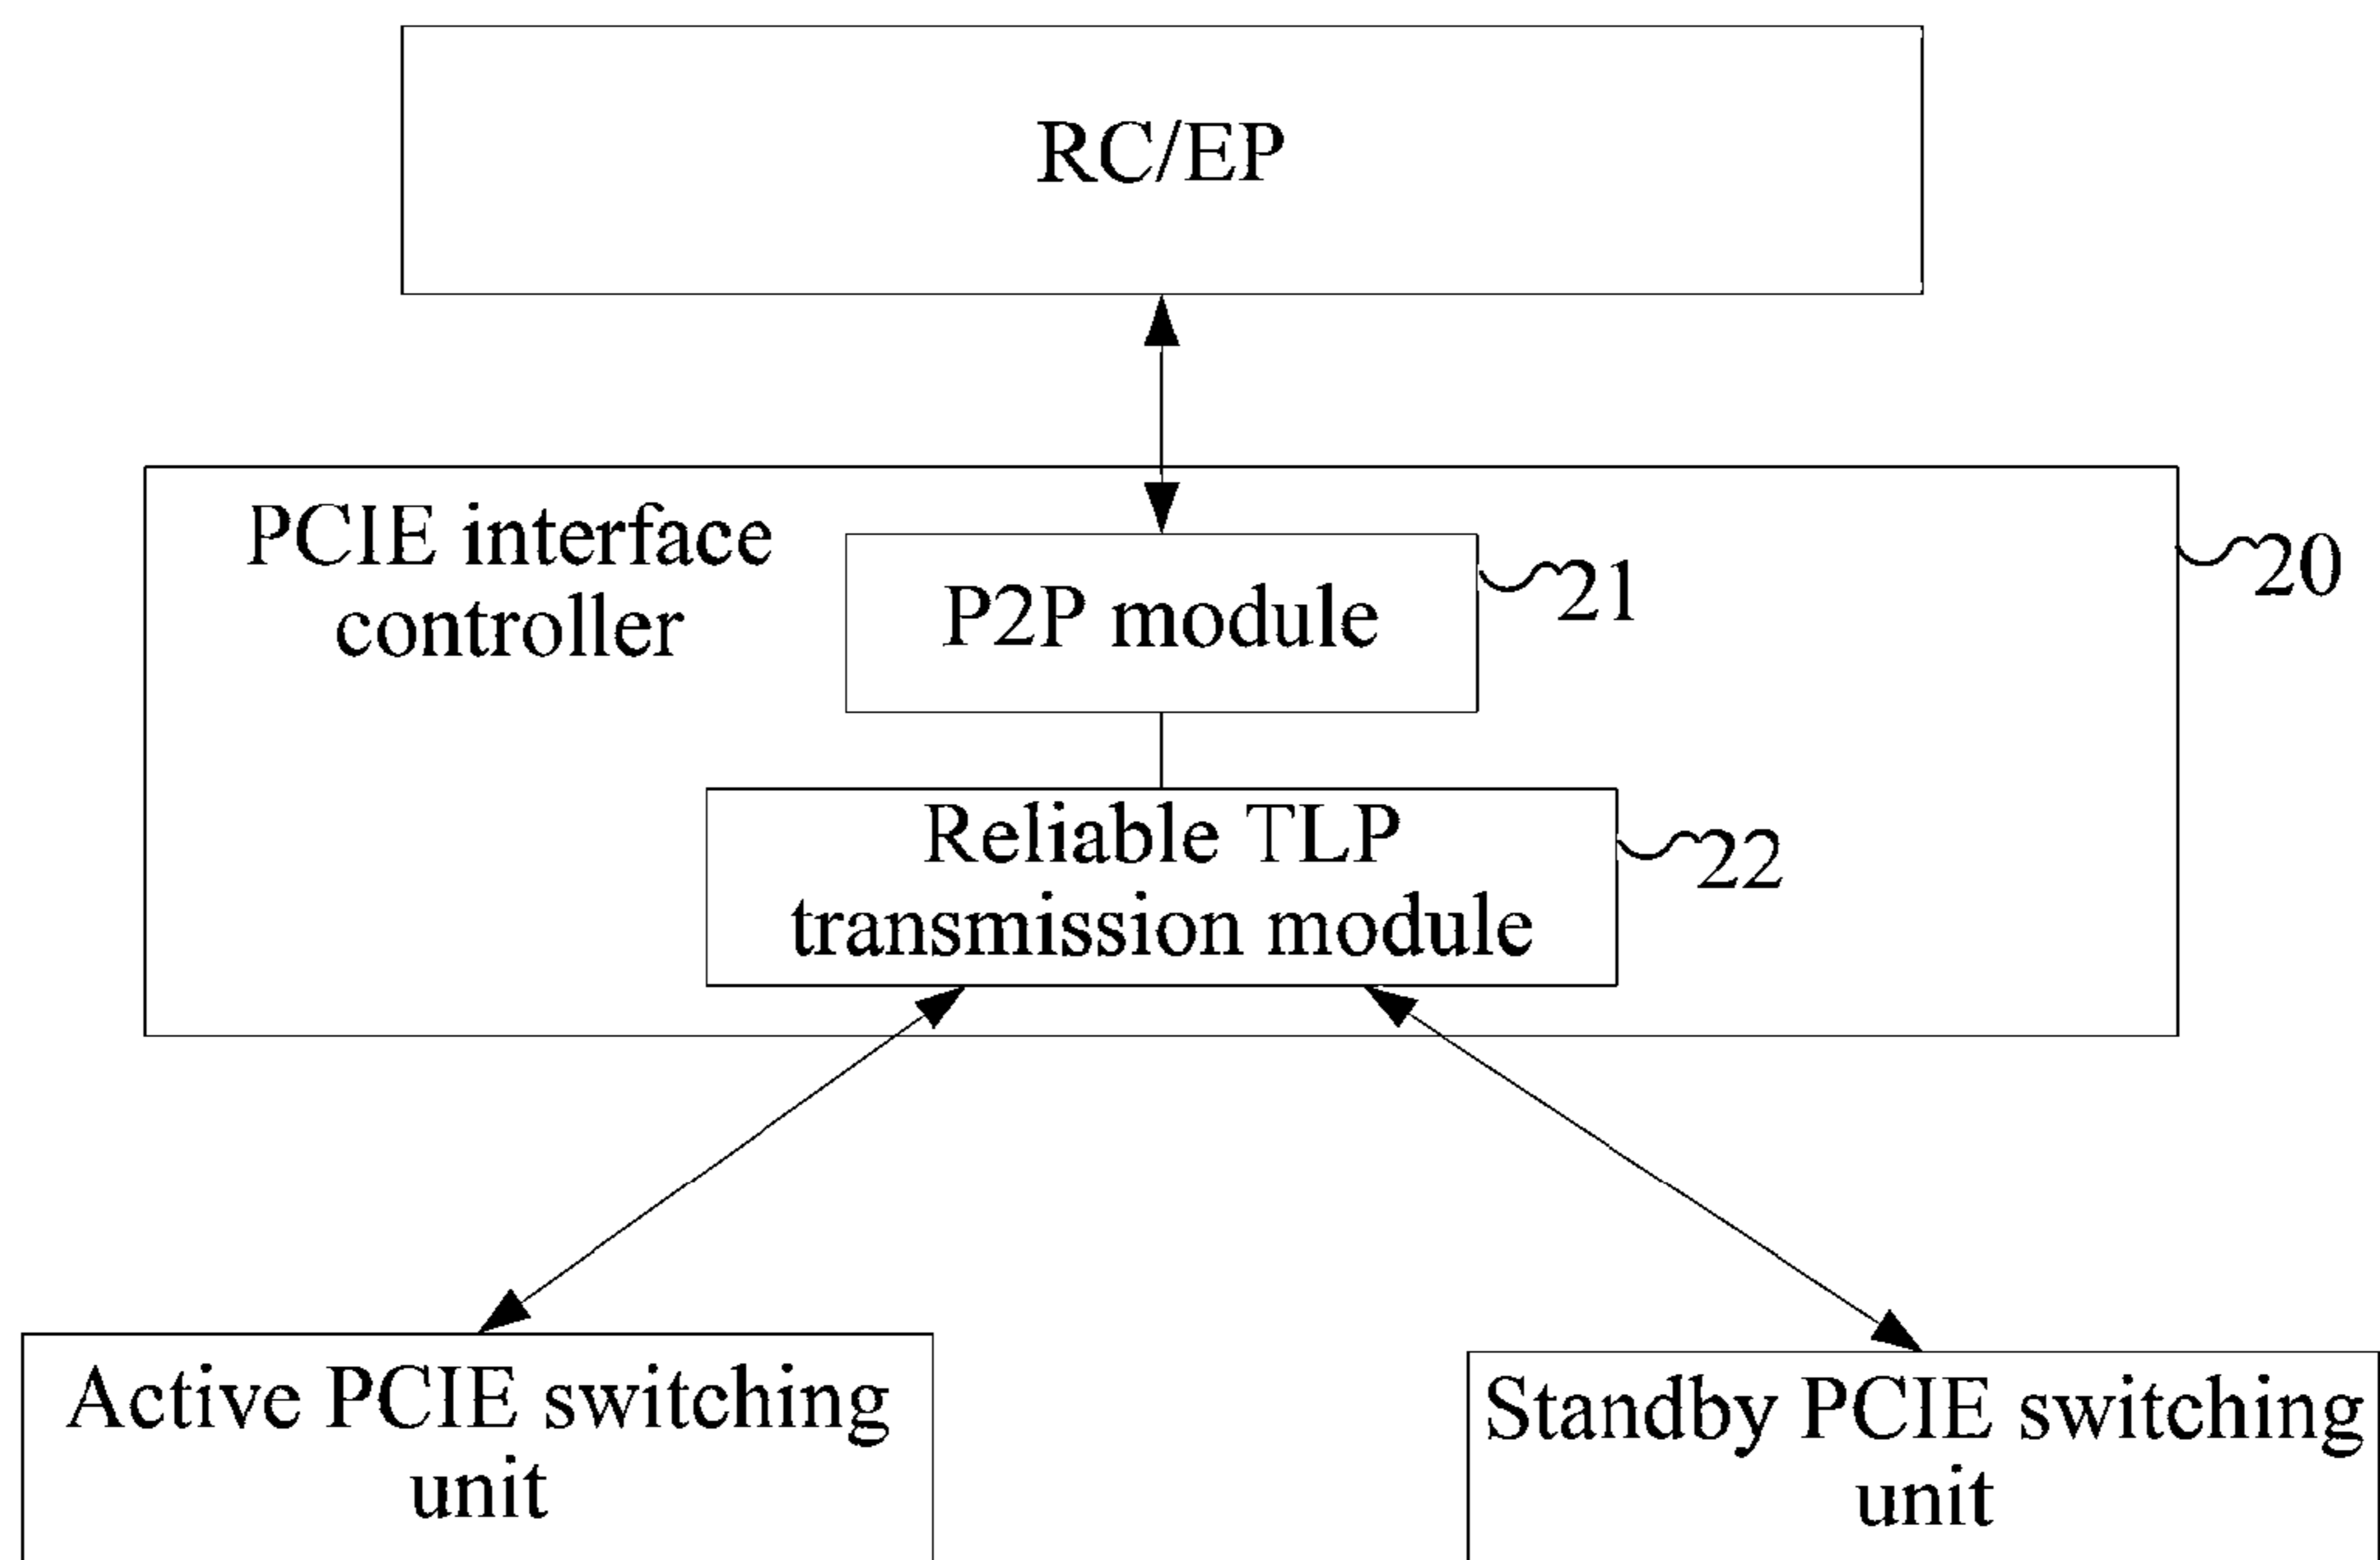 RC/EP
PCIE interface
controller
20
P2P module
21
Reliable TLP
transmission module
22
Active PCIE switching
unit
Standby PCIE switching
unit